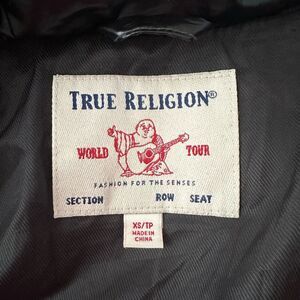 TRUE RELIGION®
WORLD TOUR
FASHION FOR THE SENSES
SECTION ROW SEAT
XS/TP
MADE IN
CHINA